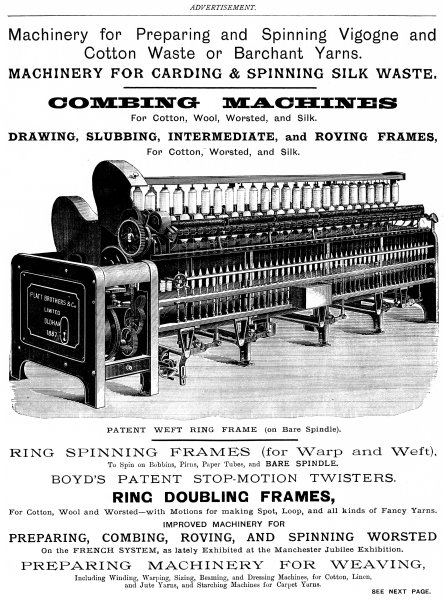 ADVERTISEMENT.
Machinery for Preparing and Spinning Vigogne and
Cotton Waste or Barchant Yarns.
MACHINERY FOR CARDING & SPINNING SILK WASTE.
COMBING MACHINES
For Cotton, Wool, Worsted, and Silk.
DRAWING, SLUBBING, INTERMEDIATE, and ROVING FRAMES,
For Cotton, Worsted, and Silk.
PLATT BROTHERS & Co.
LIMITED
OLDHAM
1887
PATENT WEFT RING FRAME (on Bare Spindle).
RING SPINNING FRAMES (for Warp and Weft),
To Spin on Bobbins, Pirns, Paper Tubes, and BARE SPINDLE.
BOYD'S PATENT STOP-MOTION TWISTERS.
RING DOUBLING FRAMES,
For Cotton, Wool and Worsted—with Motions for making Spot, Loop, and all kinds of Fancy Yarns.
IMPROVED MACHINERY FOR
PREPARING, COMBING, ROVING, AND SPINNING WORSTED
On the FRENCH SYSTEM, as lately Exhibited at the Manchester Jubilee Exhibition.
PREPARING MACHINERY FOR WEAVING,
Including Winding, Warping, Sizing, Beaming, and Dressing Machines, for Cotton, Linen,
and Jute Yarns, and Starching Machines for Carpet Yarns.
SEE NEXT PAGE.